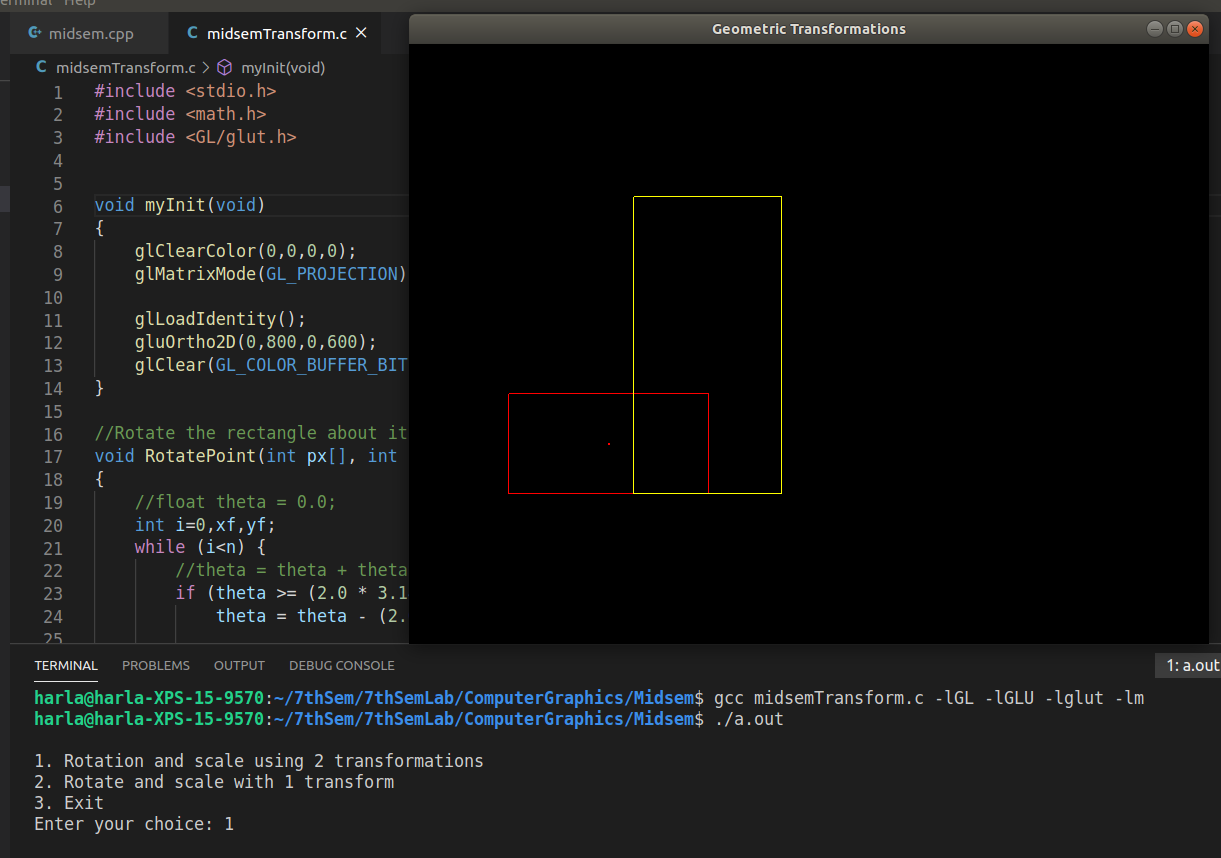 Terminal Help
midsem.cpp
C midsemTransform.c ×
C midsemTransform.c > myInit(void)
Geometric Transformations
1 #include <stdio.h>
2 #include <math.h>
3 #include <GL/glut.h>
4
5
6 void myInit(void)
7 {
8 glClearColor(0,0,0,0);
9 glMatrixMode(GL_PROJECTION)
10
11 glLoadIdentity();
12 gluOrtho2D(0,800,0,600);
13 glClear(GL_COLOR_BUFFER_BIT
14 }
15
16 //Rotate the rectangle about it
17 void RotatePoint(int px[], int
18 {
19 //float theta = 0.0;
20 int i=0,xf,yf;
21 while (i<n) {
22 //theta = theta + theta
23 if (theta >= (2.0 * 3.1
24 theta = theta - (2.
25
TERMINAL PROBLEMS OUTPUT DEBUG CONSOLE 1: a.out
harla@harla-XPS-15-9570:~/7thSem/7thSemLab/ComputerGraphics/Midsem$ gcc midsemTransform.c -lGL -lGLU -lglut -lm
harla@harla-XPS-15-9570:~/7thSem/7thSemLab/ComputerGraphics/Midsem$ ./a.out
1. Rotation and scale using 2 transformations
2. Rotate and scale with 1 transform
3. Exit
Enter your choice: 1